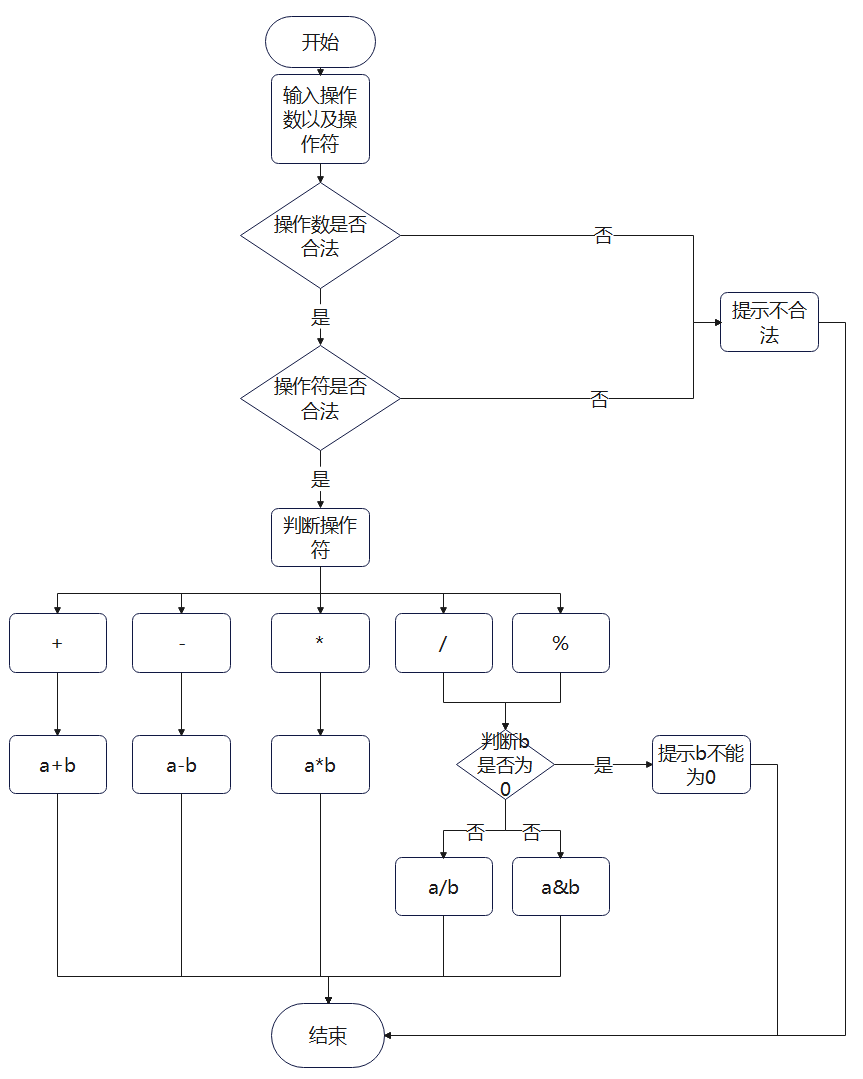 开始
输入操作
数以及操
作符
操作数是否
合法
否
是
提示不合
法
操作符是否
合法
否
是
判断操作
符
+
-
*
/
%
a+b
a-b
a*b
判断b
是否为
0
是
提示b不能
为0
否
否
a/b
a&b
结束